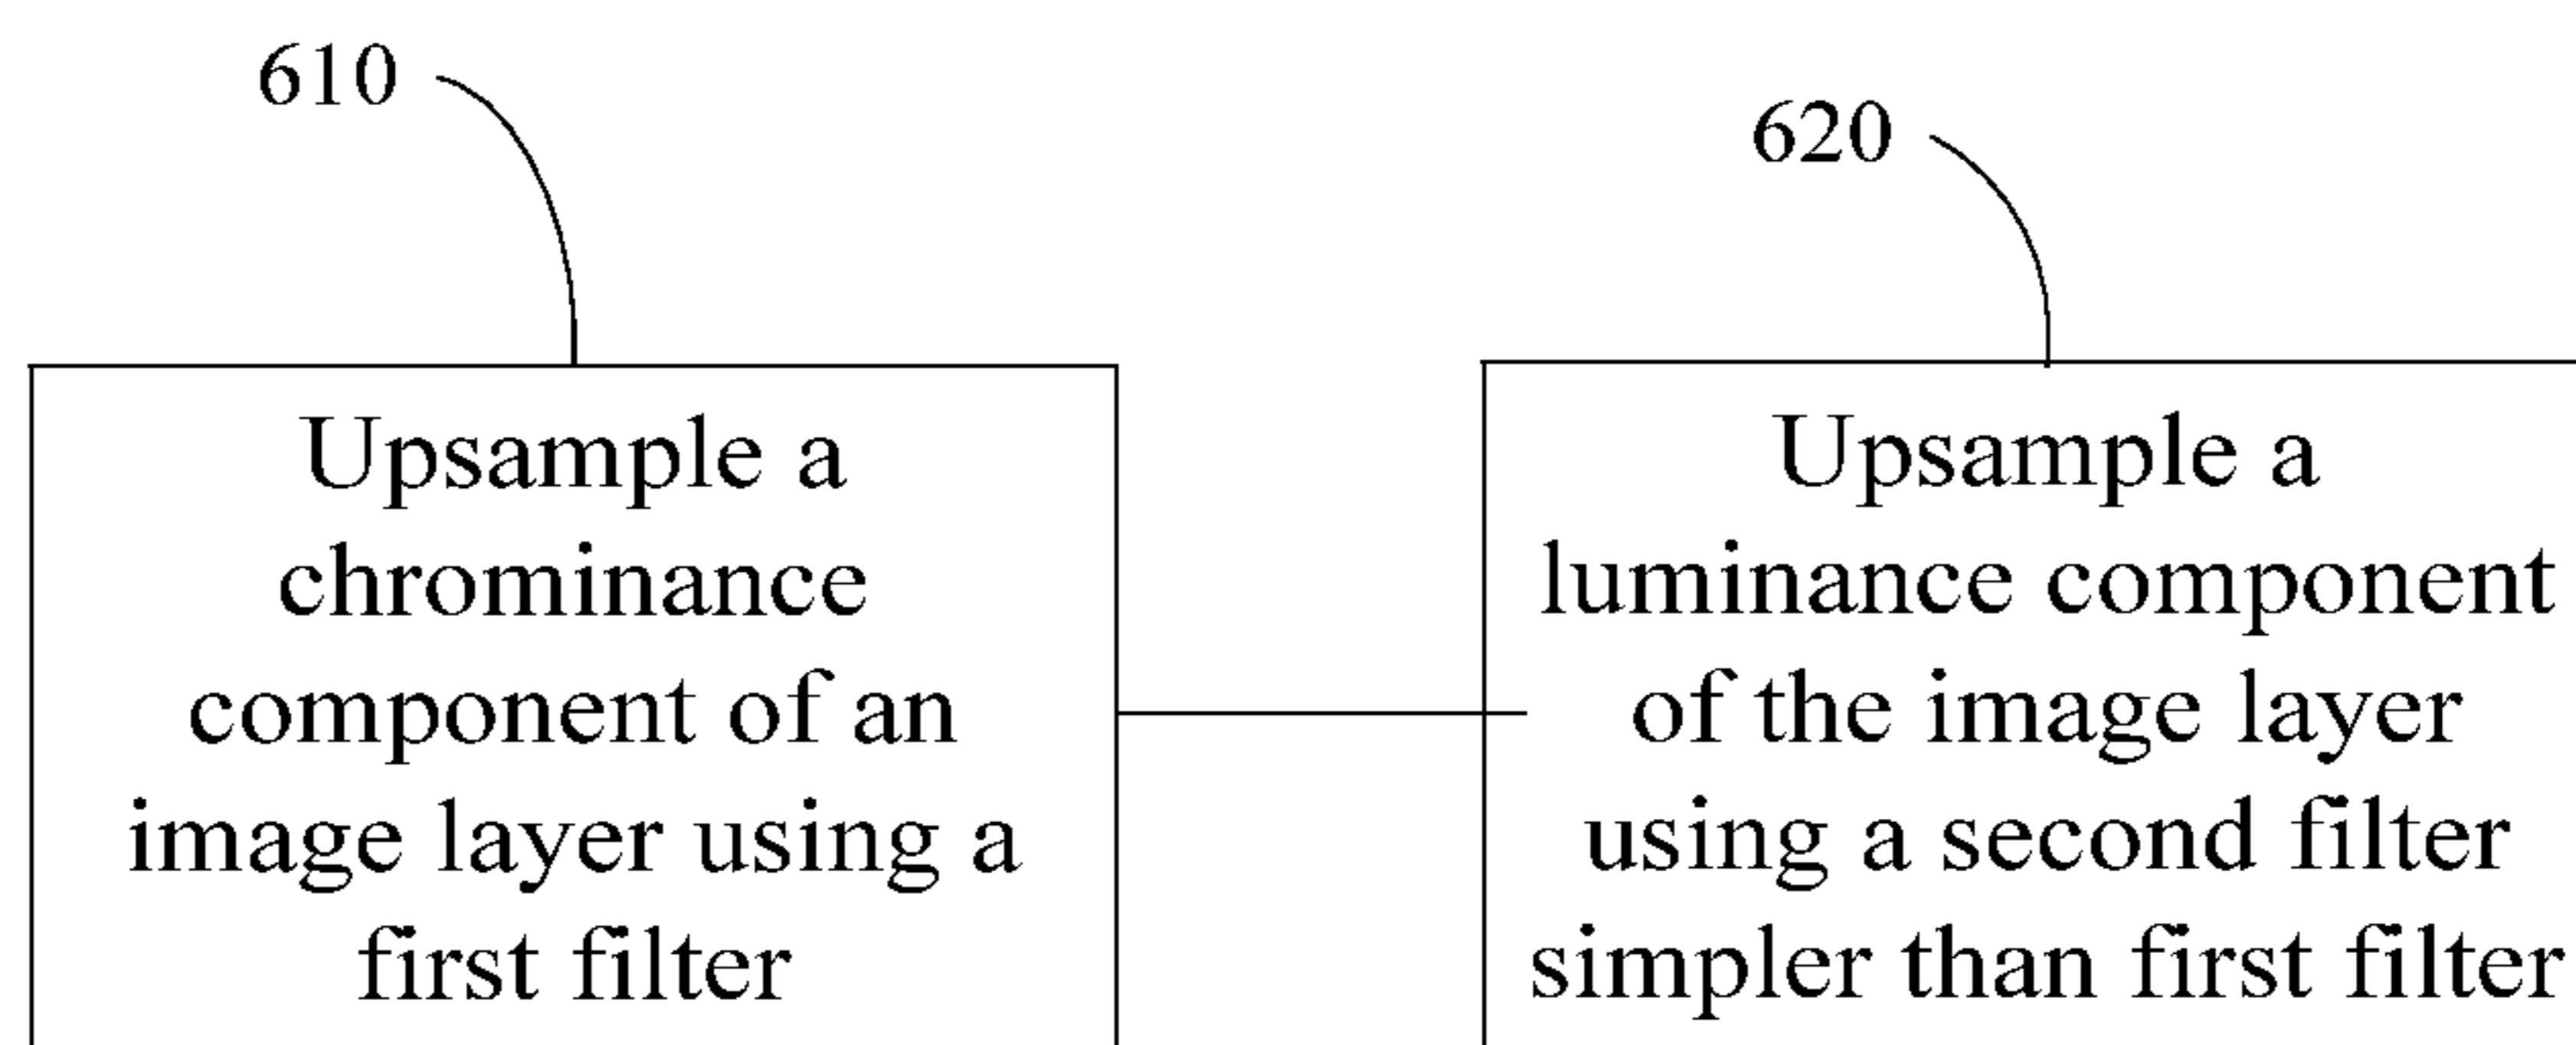 610
620
Upsample a
chrominance
component of an
image layer using a
first filter
Upsample a
luminance component
of the image layer
using a second filter
simpler than first filter